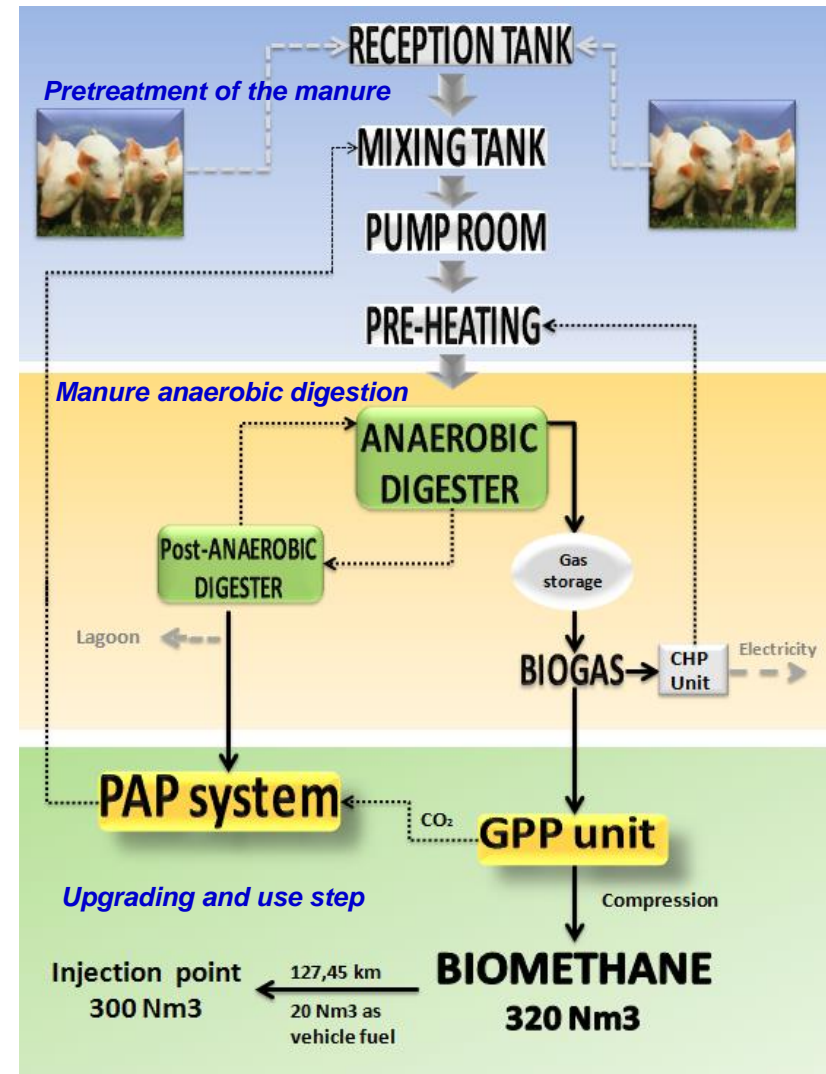 RECEPTION TANK
Pretreatment of the manure
MIXING TANK
PUMP ROOM
PRE-HEATING
Manure anaerobic digestion
ANAEROBIC
DIGESTER
Post-ANAEROBIC
DIGESTER
Gas
storage
Lagoon
BIOGAS
CHP
Unit
Electricity
PAP system
CO₂
GPP unit
Upgrading and use step
Compression
Injection point
300 Nm3
127,45 km
20 Nm3 as
vehicle fuel
BIOMETHANE
320 Nm3